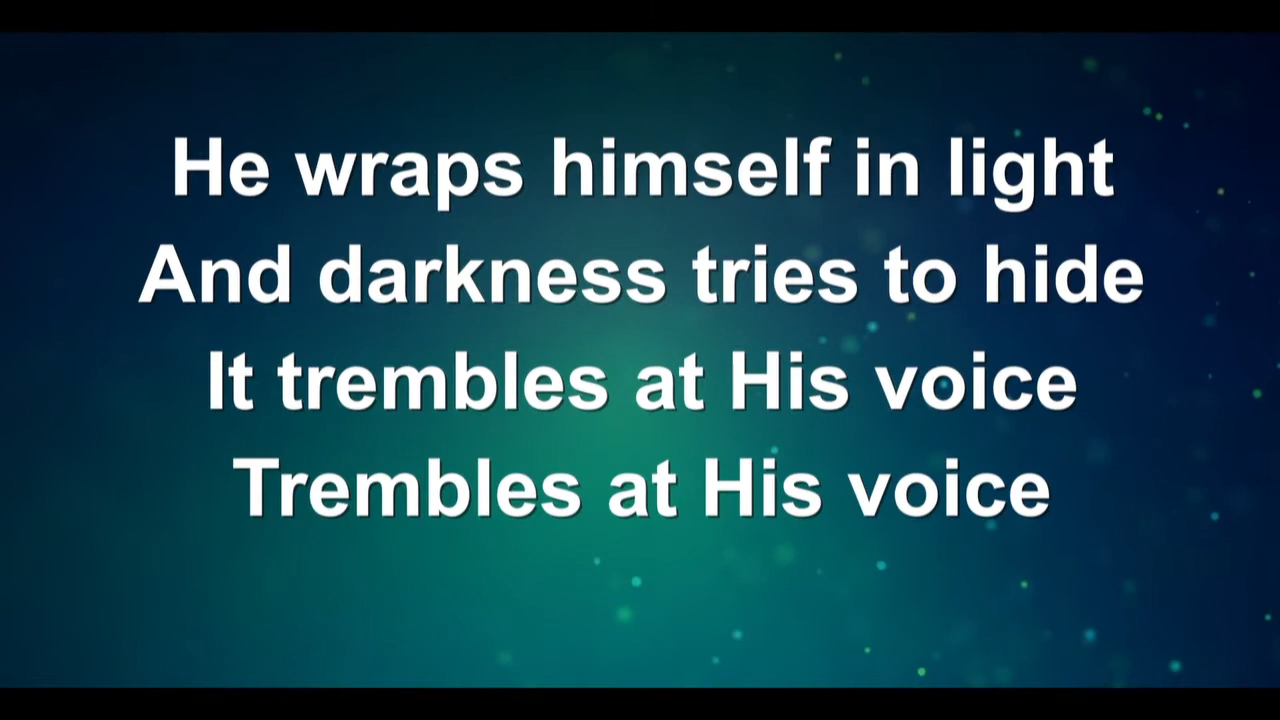 He wraps himself in light
And darkness tries to hide
It trembles at His voice
Trembles at His voice